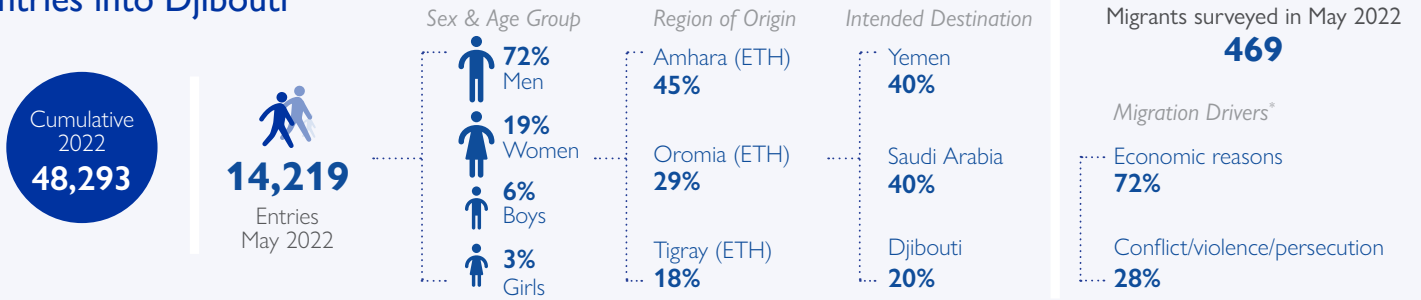 ntries into Djibouti
Cumulative
2022
48,293
14,219
Entries
May 2022
Sex & Age Group
72%
Men
19%
Women
6%
Boys
3%
Girls
Region of Origin
Amhara (ETH)
45%
Oromia (ETH)
29%
Tigray (ETH)
18%
Intended Destination
Yemen
40%
Saudi Arabia
40%
Djibouti
20%
Migrants surveyed in May 2022
469
Migration Drivers*
Economic reasons
72%
Conflict/violence/persecution
28%